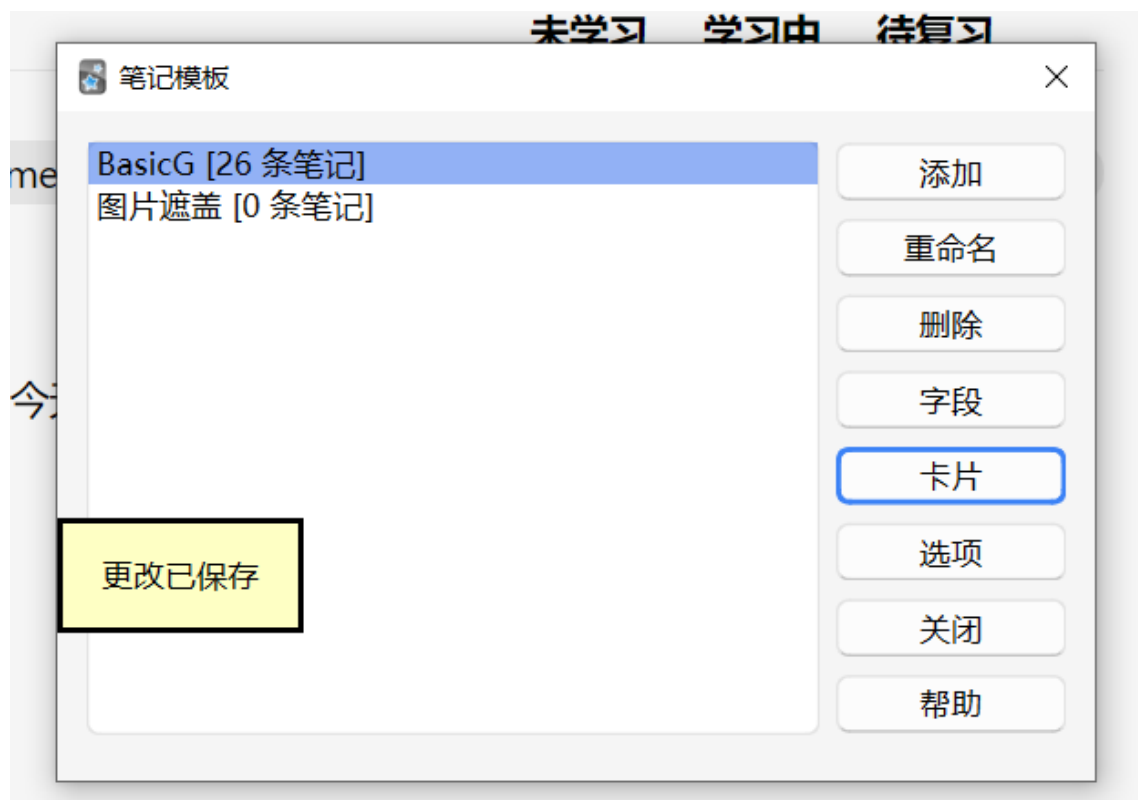 未学习 学习中 待复习
笔记模板
BasicG [26 条笔记]
图片遮盖 [0 条笔记]
添加
重命名
删除
字段
卡片
选项
关闭
帮助
me
更改已保存